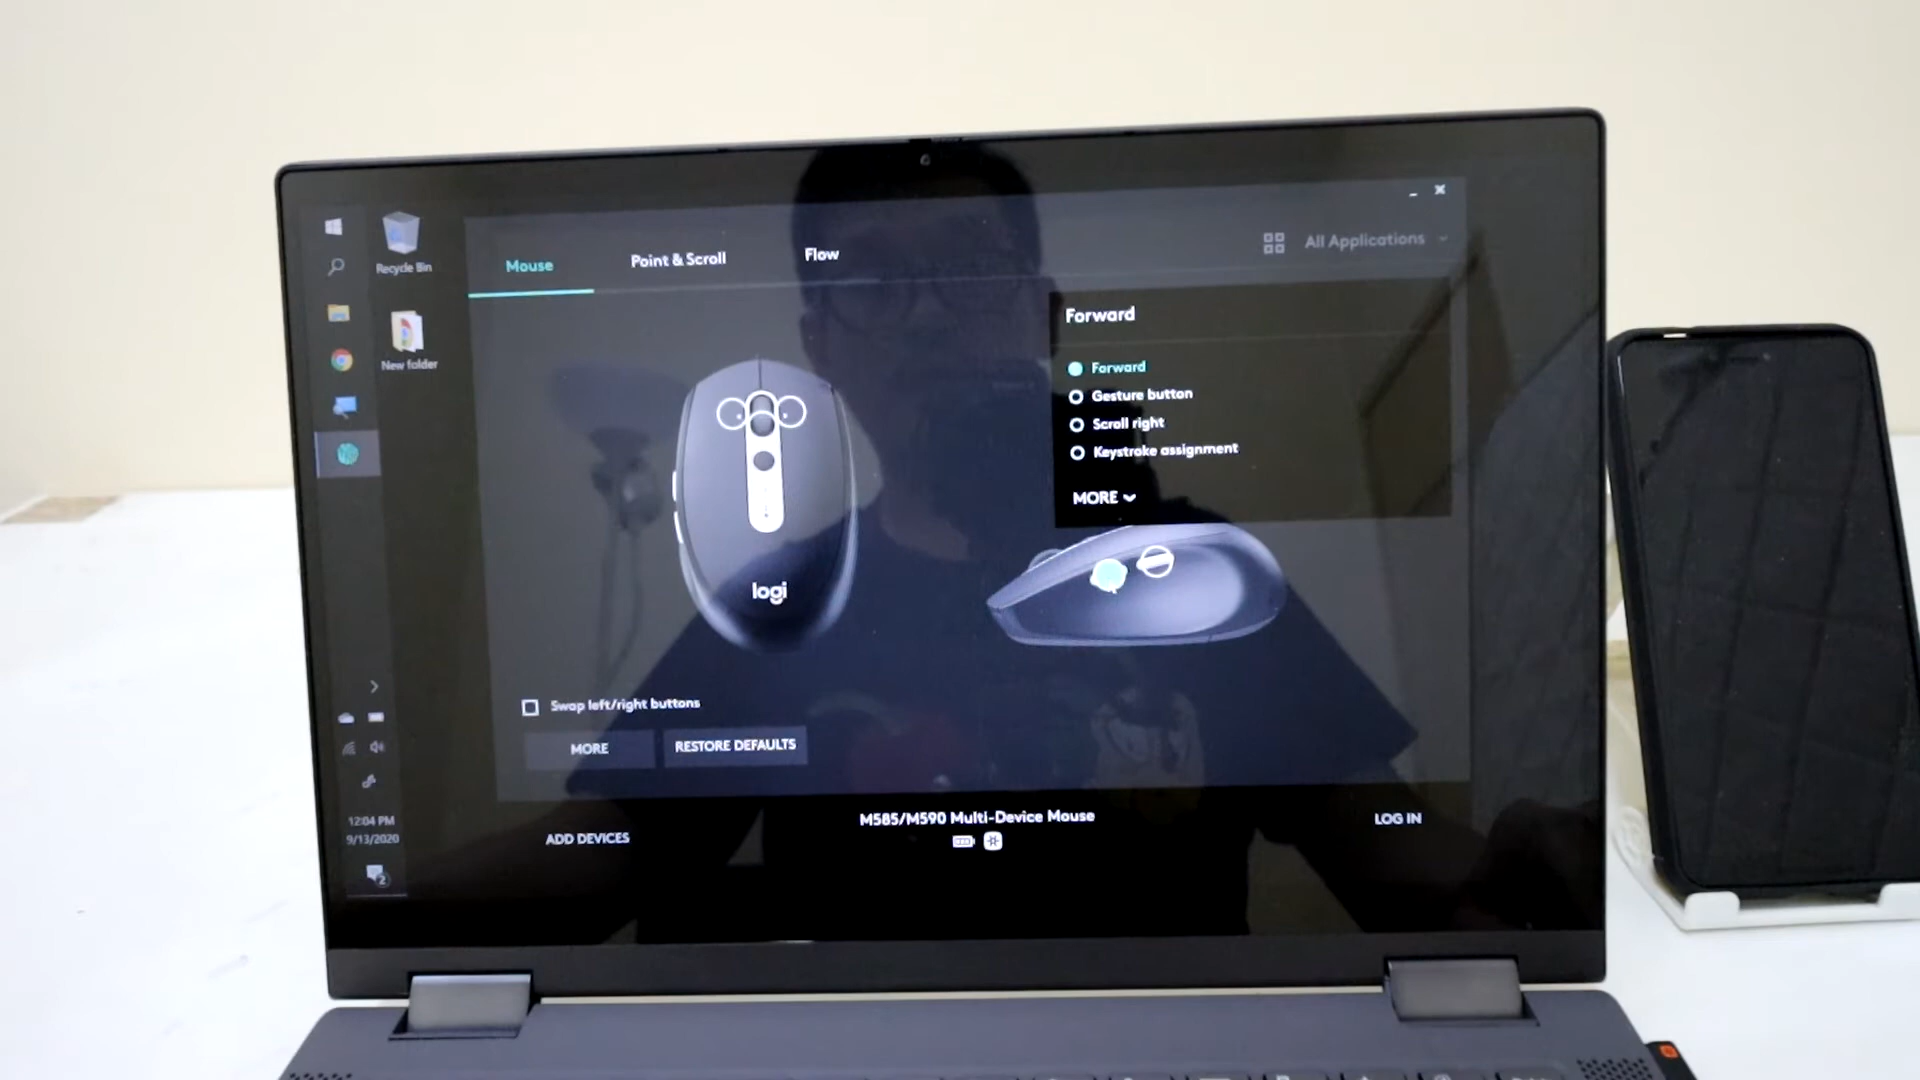 Recycle Bin
New folder
Mouse
Point & Scroll
Flow
All Applications
Forward
Forward
Gesture button
Scroll right
Keystroke assignment
MORE
logi
Swap left/right buttons
MORE
RESTORE DEFAULTS
M585/M590 Multi-Device Mouse
ADD DEVICES
LOG IN
12:04 PM
9/13/2020
2